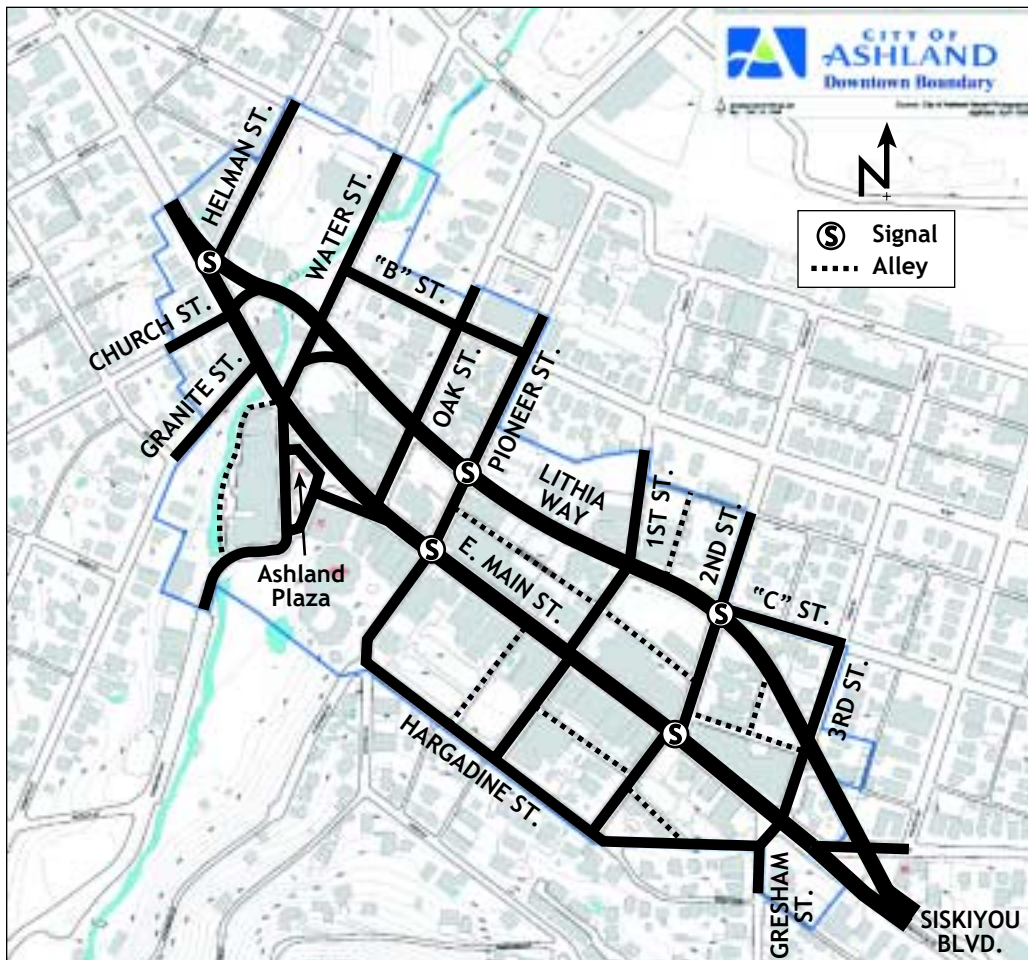 CITY OF
ASHLAND
Downtown Boundary
N
S Signal
Alley
HELMAN ST.
WATER ST.
"B" ST.
CHURCH ST.
GRANITE ST.
OAK ST.
PIONEER ST.
LITHIA
WAY
1ST ST.
2ND ST.
"C" ST.
3RD ST.
E. MAIN ST.
Ashland
Plaza
HARGADINE ST.
GRESHAM
ST.
SISKIYOU
BLVD.
S
S
S
S
S